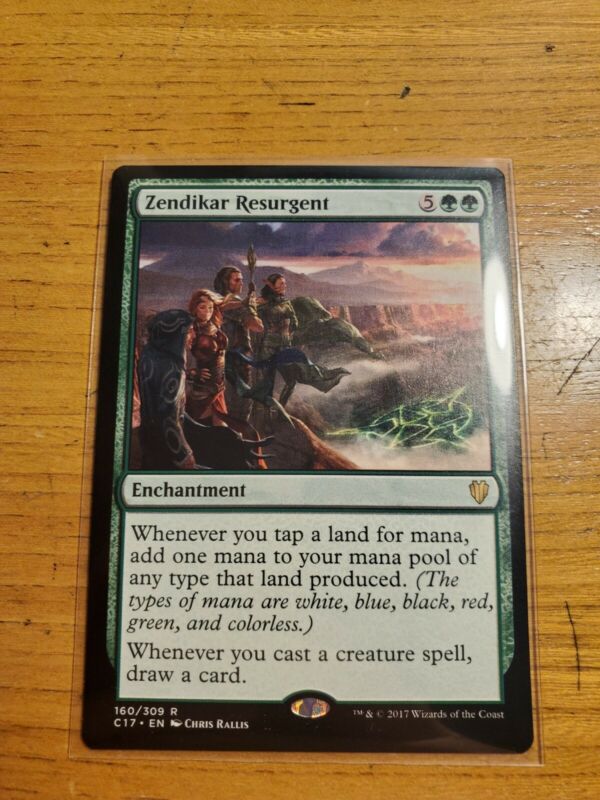 Zendikar Resurgent 5
Enchantment
Whenever you tap a land for mana,
add one mana to your mana pool of
any type that land produced. (The
types of mana are white, blue, black, red,
green, and colorless.)
Whenever you cast a creature spell,
draw a card.
160/309 R
C17 • EN Chris Rallis
™ & © 2017 Wizards of the Coast